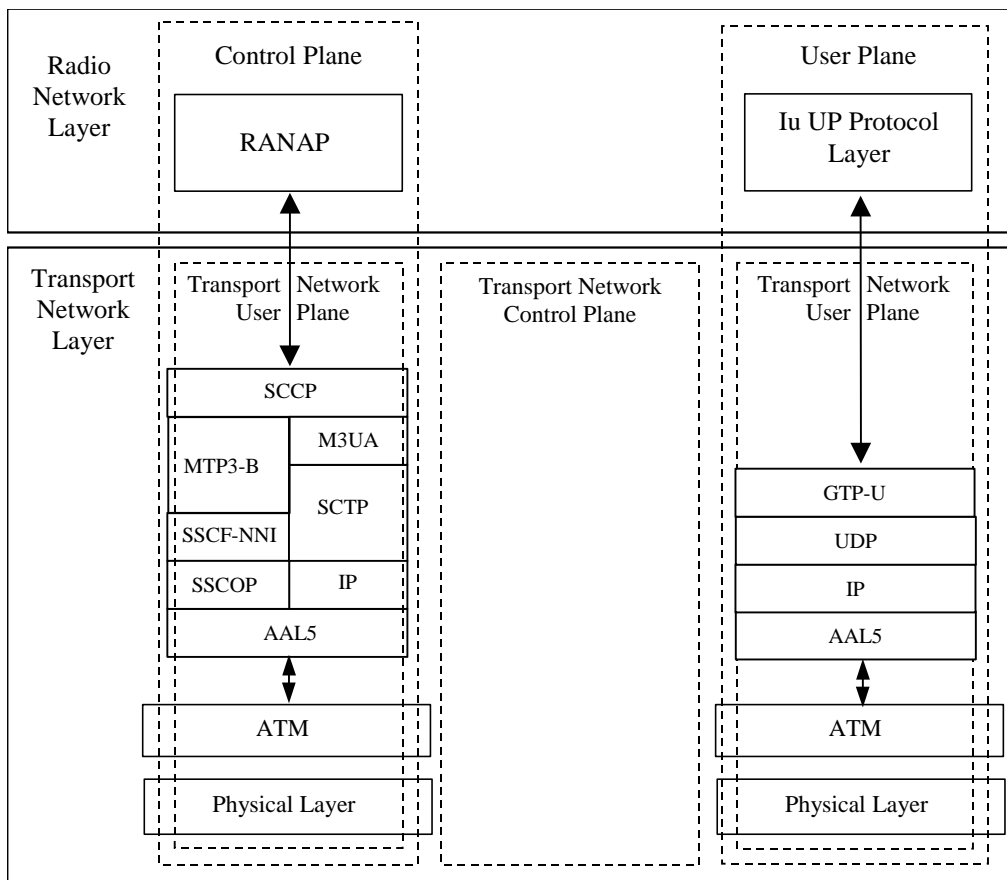 Radio
Network
Layer
Control Plane
RANAP
User Plane
Iu UP Protocol
Layer
Transport
Network
Layer
Transport Network
User Plane
SCCP
MTP3-B
M3UA
SCTP
SSCF-NNI
SSCOP
IP
AAL5
ATM
Physical Layer
Transport Network
Control Plane
Transport Network
User Plane
GTP-U
UDP
IP
AAL5
ATM
Physical Layer